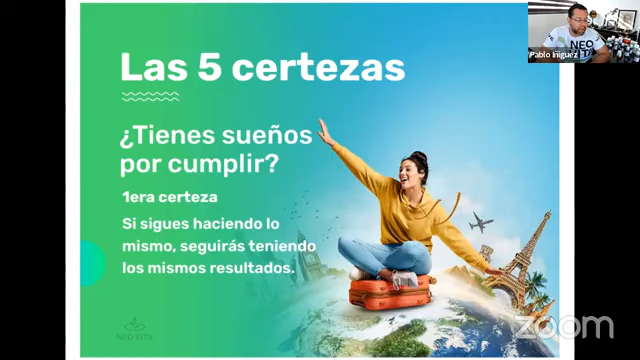 Las 5 certezas
¿Tienes sueños
por cumplir?
1era certeza
Si sigues haciendo lo
mismo, seguirás teniendo
los mismos resultados.
NEO VITA
Pablo Iñiguez
NEO
zoom